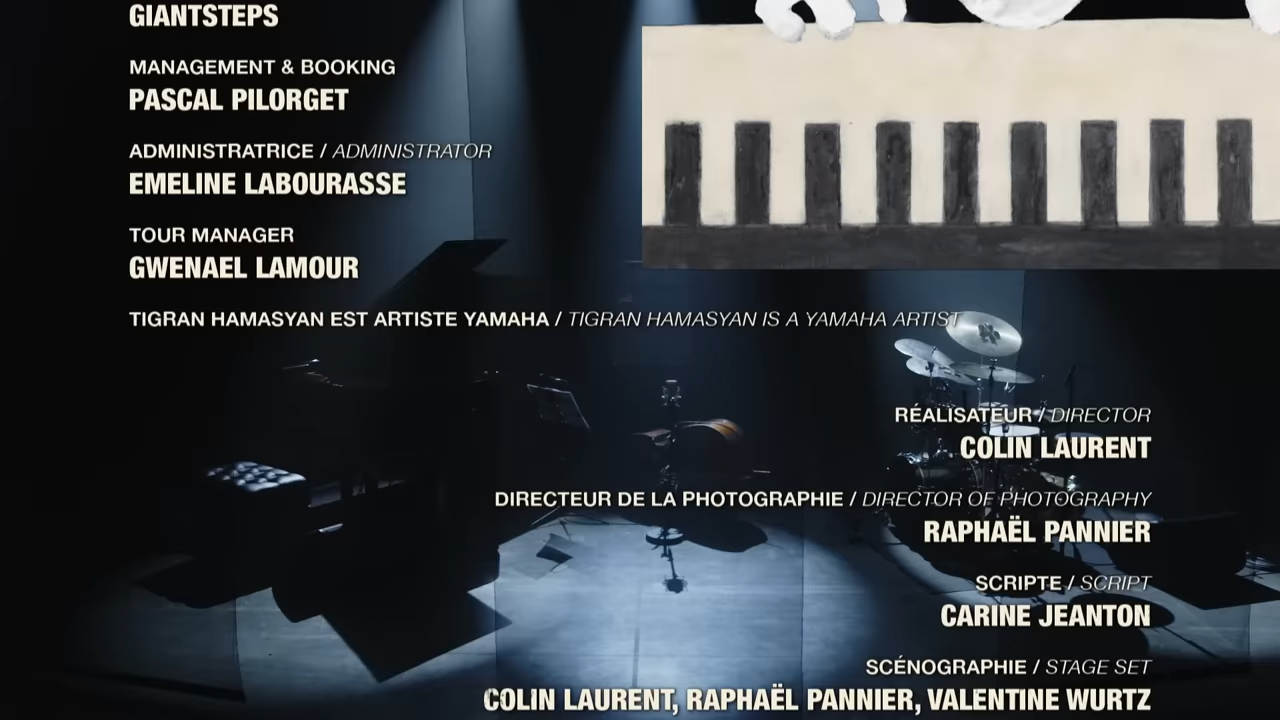 GIANTSTEPS
MANAGEMENT & BOOKING
PASCAL PILORGET
ADMINISTRATRICE / ADMINISTRATOR
EMELINE LABOURASSE
TOUR MANAGER
GWENAEL LAMOUR
TIGRAN HAMASYAN EST ARTISTE YAMAHA / TIGRAN HAMASYAN IS A YAMAHA ARTIST
RÉALISATEUR / DIRECTOR
COLIN LAURENT
DIRECTEUR DE LA PHOTOGRAPHIE / DIRECTOR OF PHOTOGRAPHY
RAPHAËL PANNIER
SCRIPTE / SCRIPT
CARINE JEANTON
SCÉNOGRAPHIE / STAGE SET
COLIN LAURENT, RAPHAËL PANNIER, VALENTINE WURTZ